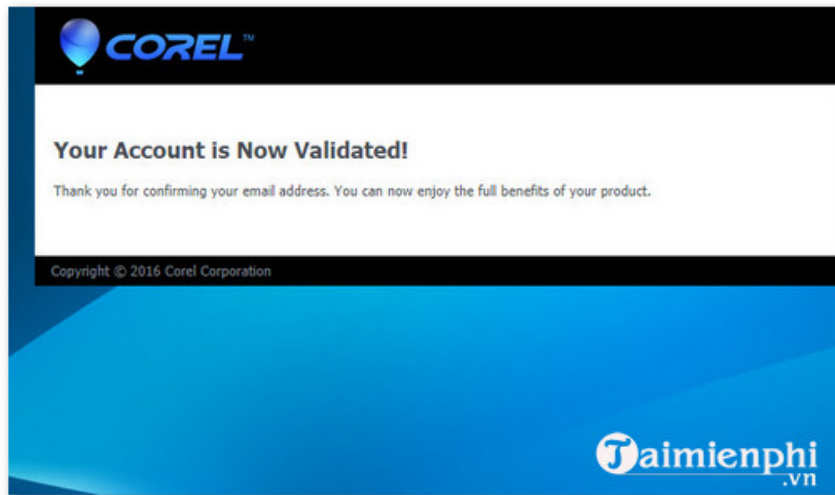 COREL™
Your Account is Now Validated!
Thank you for confirming your email address. You can now enjoy the full benefits of your product.
Copyright © 2016 Corel Corporation
Taimienphi
.vn